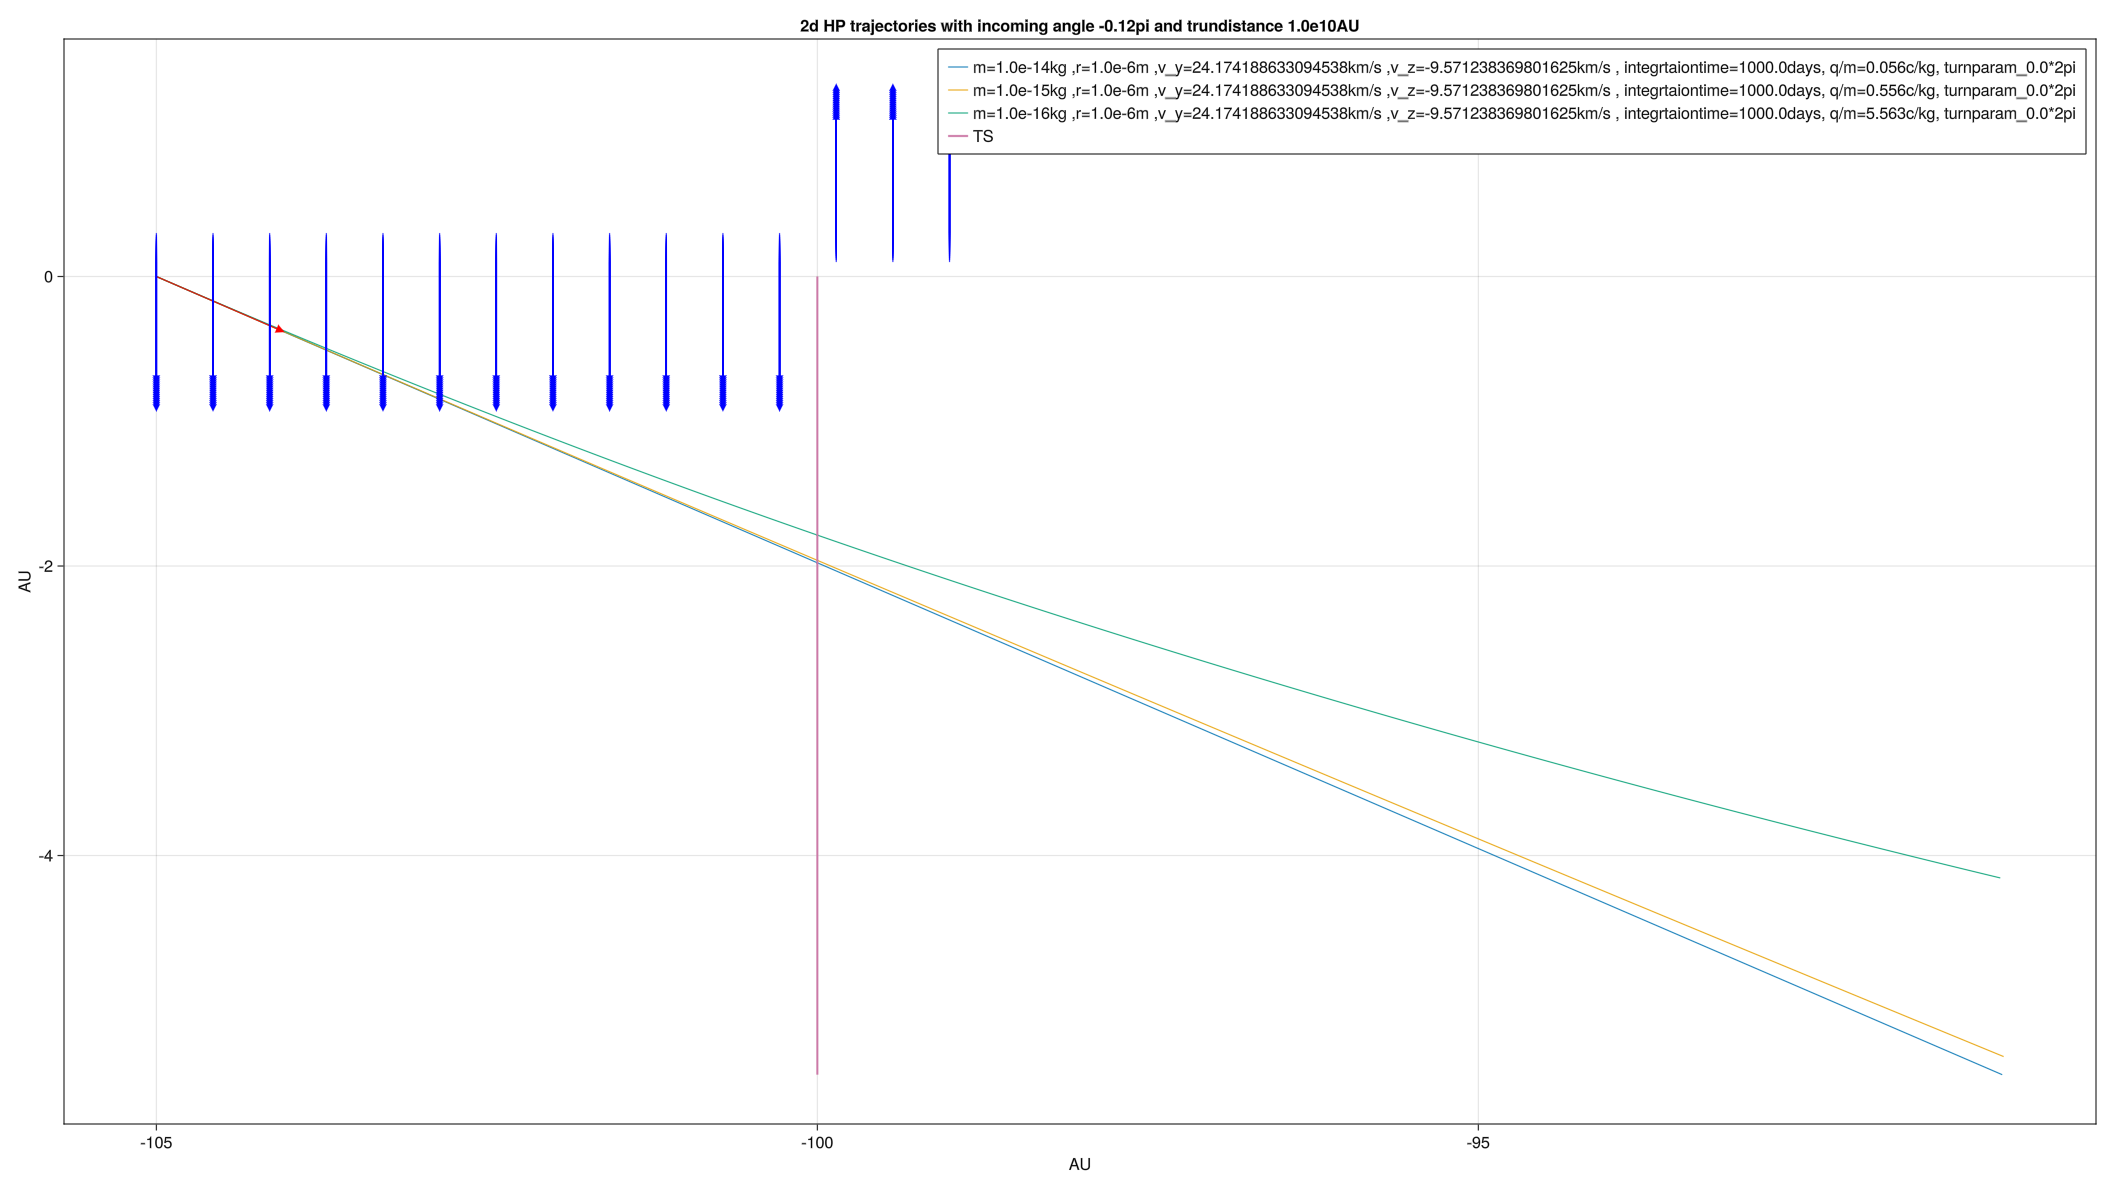 2d HP trajectories with incoming angle -0.12pi and trundistance 1.0e10AU
m=1.0e-14kg ,r=1.0e-6m ,v_y=24.174188633094538km/s ,v_z=-9.571238369801625km/s , integrtaiontime=1000.0days, q/m=0.056c/kg, turnparam_0.0*2pi
m=1.0e-15kg ,r=1.0e-6m ,v_y=24.174188633094538km/s ,v_z=-9.571238369801625km/s , integrtaiontime=1000.0days, q/m=0.556c/kg, turnparam_0.0*2pi
m=1.0e-16kg ,r=1.0e-6m ,v_y=24.174188633094538km/s ,v_z=-9.571238369801625km/s , integrtaiontime=1000.0days, q/m=5.563c/kg, turnparam_0.0*2pi
TS
0
-2
-4
AU
-105
-100
-95
AU